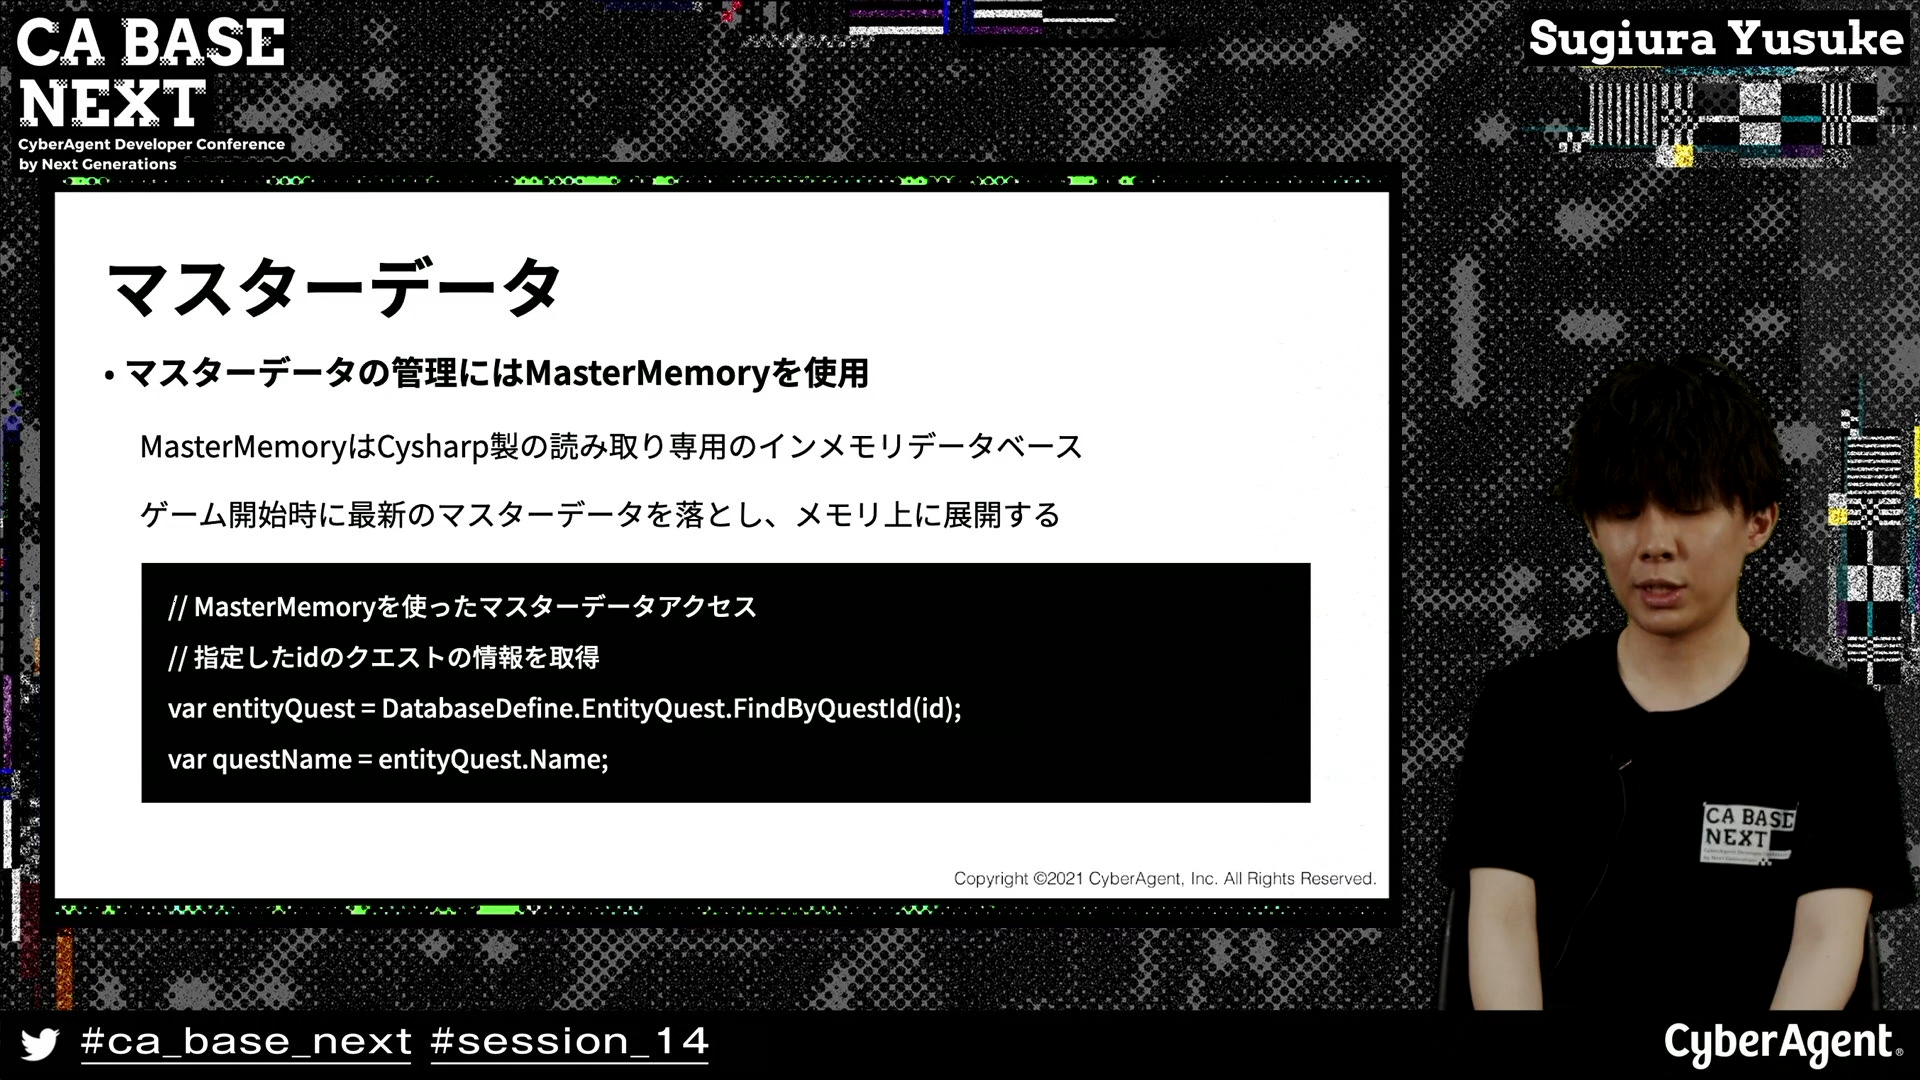 CA BASE
NEXT
CyberAgent Developer Conference
by Next Generations
Sugiura Yusuke
マスターデータ
• マスターデータの管理にはMasterMemoryを使用
MasterMemoryはCysharp製の読み取り専用のインメモリデータベース
ゲーム開始時に最新のマスターデータを落とし、メモリ上に展開する
// MasterMemoryを使ったマスターデータアクセス
// 指定したidのクエストの情報を取得
var entityQuest = DatabaseDefine.EntityQuest.FindByQuestId(id);
var questName = entityQuest.Name;
Copyright ©2021 CyberAgent, Inc. All Rights Reserved.
CA BASE
NEXT
#ca_base_next #session_14
CyberAgent®